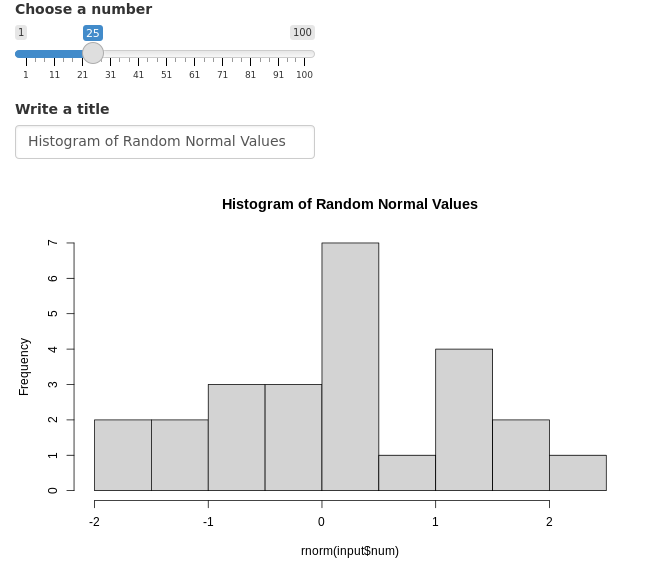 Choose a number
1 25 100
1 11 21 31 41 51 61 71 81 91 100
Write a title
Histogram of Random Normal Values
Histogram of Random Normal Values
7
6
5
4
3
2
1
0
Frequency
-2 -1 0 1 2
rnorm(input$num)